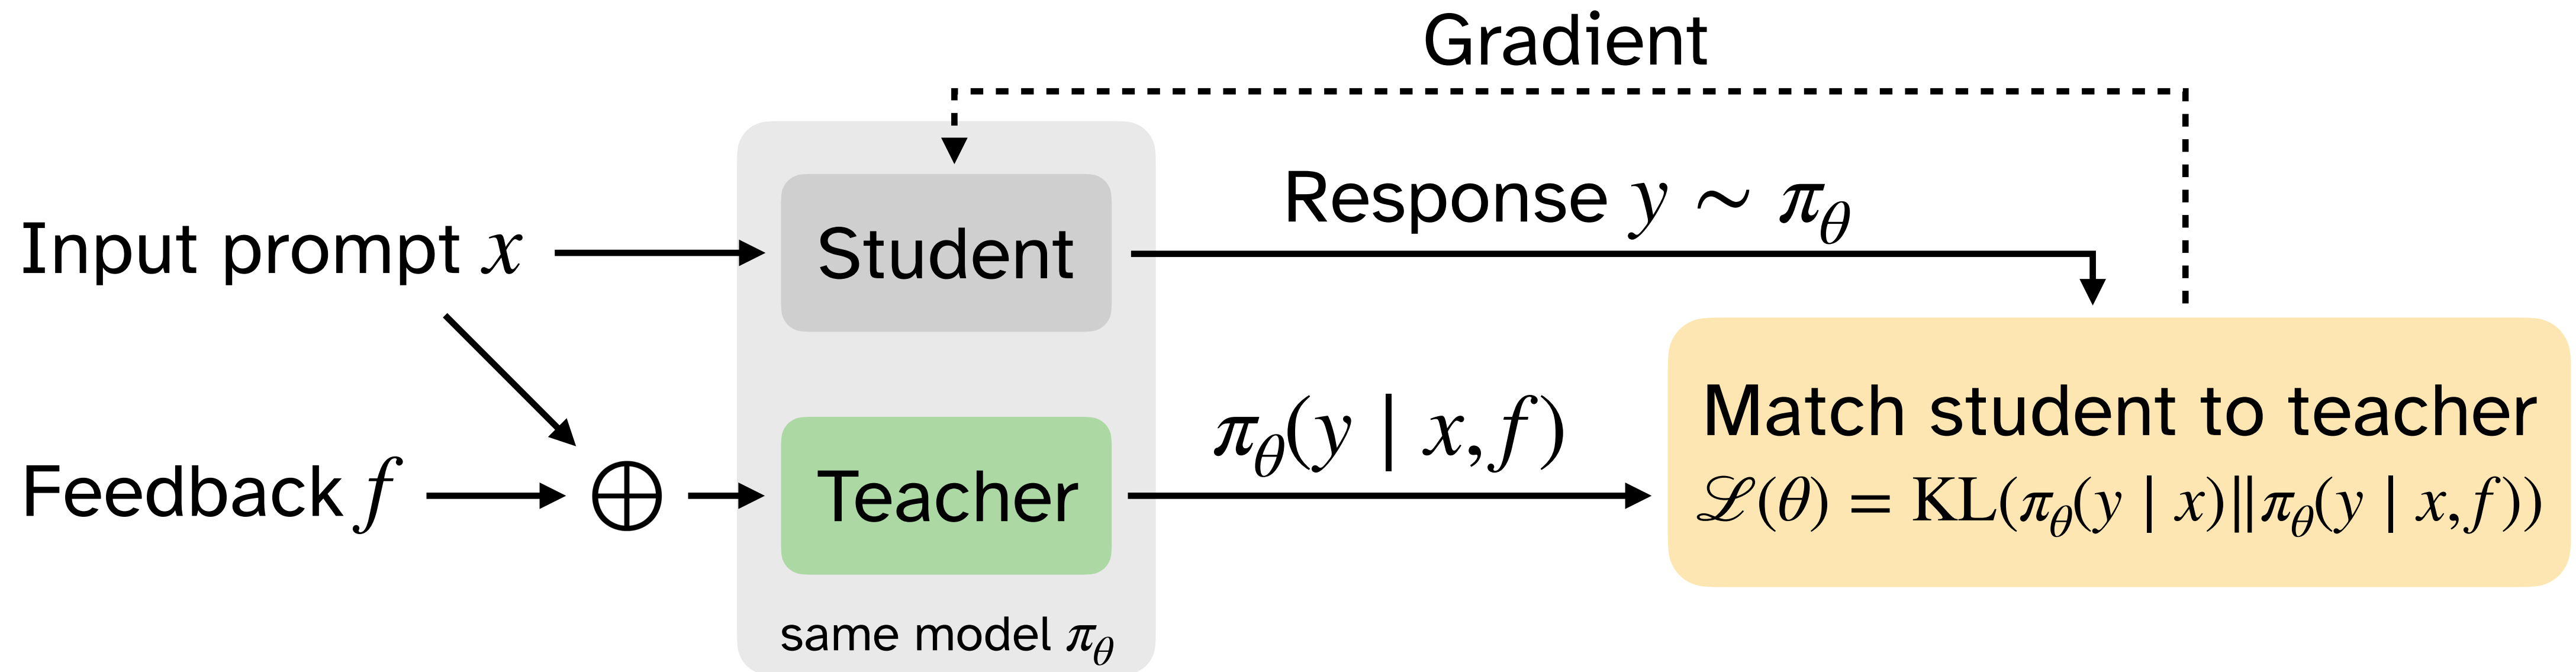 Gradient
Response y ∼ π_θ
Input prompt x
Student
π_θ(y | x, f)
Match student to teacher
Feedback f
⊕
Teacher
ℒ(θ) = KL(π_θ(y | x)‖π_θ(y | x, f))
same model π_θ